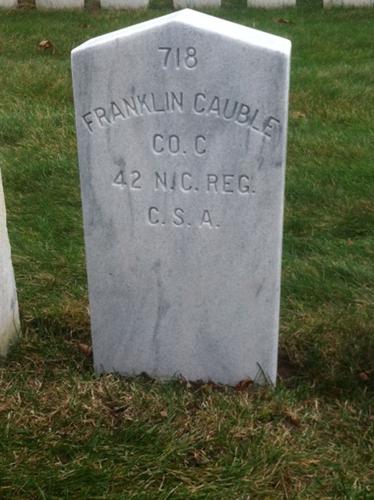 718
FRANKLIN CAUBLE
CO. C
42 N.C. REG.
C. S. A.